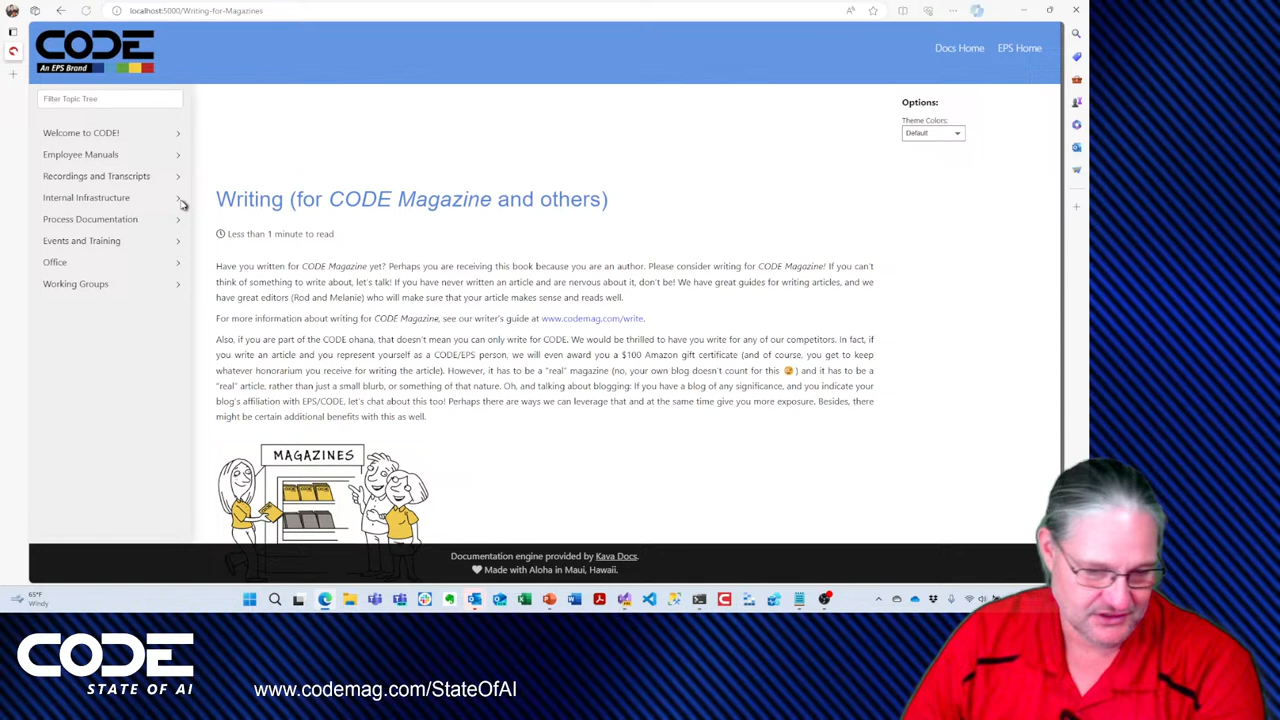 localhost:5000/Writing-for-Magazines
CODE
An EPS Brand
Docs Home
EPS Home
Filter Topic Tree
Welcome to CODE!
Employee Manuals
Recordings and Transcripts
Internal Infrastructure
Process Documentation
Events and Training
Office
Working Groups
Options:
Theme Colors:
Default
Writing (for CODE Magazine and others)
Less than 1 minute to read
Have you written for CODE Magazine yet? Perhaps you are receiving this book because you are an author. Please consider writing for CODE Magazine! If you can't
think of something to write about, let's talk! If you have never written an article and are nervous about it, don't be! We have great guides for writing articles, and we
have great editors (Rod and Melanie) who will make sure that your article makes sense and reads well.
For more information about writing for CODE Magazine, see our writer's guide at www.codemag.com/write.
Also, if you are part of the CODE ohana, that doesn't mean you can only write for CODE. We would be thrilled to have you write for any of our competitors. In fact, if
you write an article and you represent yourself as a CODE/EPS person, we will even award you a $100 Amazon gift certificate (and of course, you get to keep
whatever honorarium you receive for writing the article). However, it has to be a "real" magazine (no, your own blog doesn't count for this 🙂) and it has to be a
"real" article, rather than just a small blurb, or something of that nature. Oh, and talking about blogging: If you have a blog of any significance, and you indicate your
blog's affiliation with EPS/CODE, let's chat about this too! Perhaps there are ways we can leverage that and at the same time give you more exposure. Besides, there
might be certain additional benefits with this as well.
MAGAZINES
Documentation engine provided by Kava Docs.
Made with Aloha in Maui, Hawaii.
65°F
Windy
CODE
STATE OF AI
www.codemag.com/StateOfAI